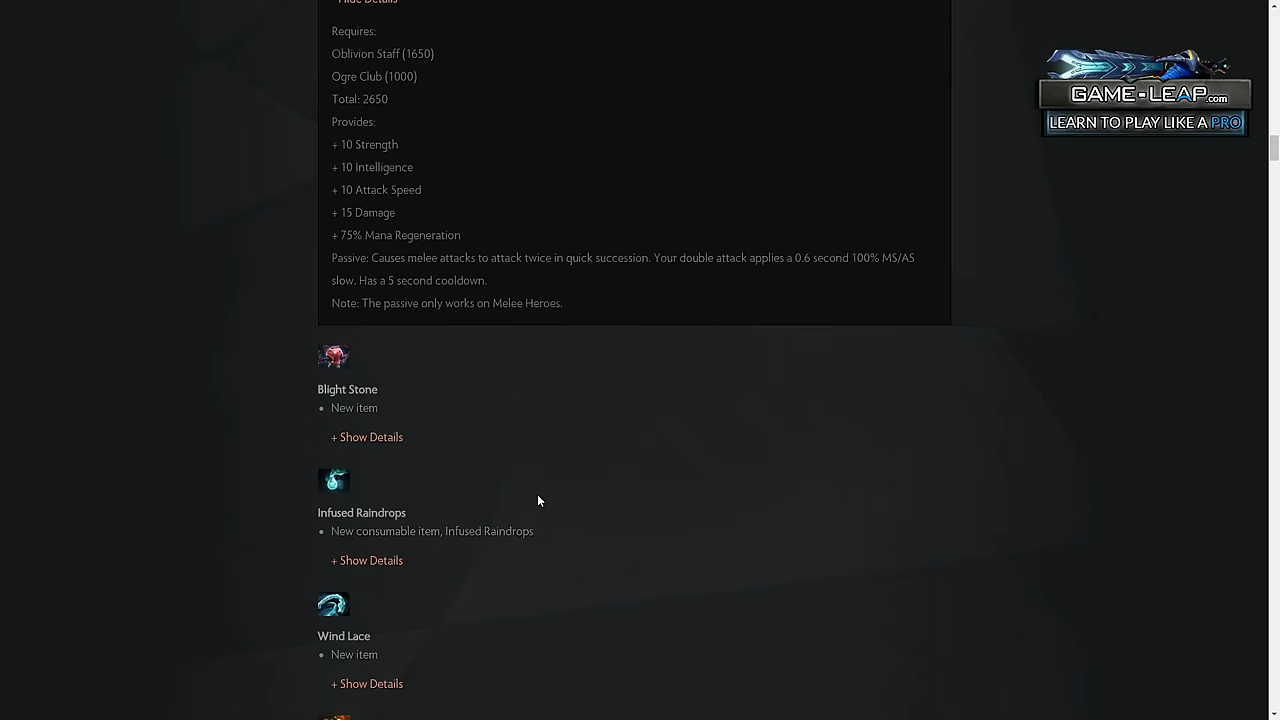 Hide Details
Requires:
Oblivion Staff (1650)
Ogre Club (1000)
Total: 2650
Provides:
+ 10 Strength
+ 10 Intelligence
+ 10 Attack Speed
+ 15 Damage
+ 75% Mana Regeneration
Passive: Causes melee attacks to attack twice in quick succession. Your double attack applies a 0.6 second 100% MS/AS
slow. Has a 5 second cooldown.
Note: The passive only works on Melee Heroes.
GAME-LEAP.com
LEARN TO PLAY LIKE A PRO
Blight Stone
• New item
+ Show Details
Infused Raindrops
• New consumable item, Infused Raindrops
+ Show Details
Wind Lace
• New item
+ Show Details